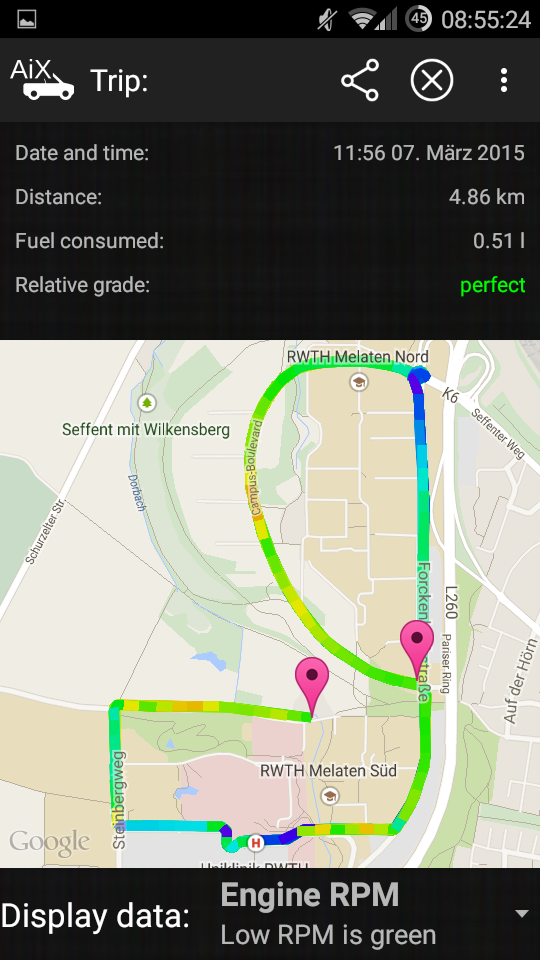 45 08:55:24
AiX
Trip:
Date and time: 11:56 07. März 2015
Distance: 4.86 km
Fuel consumed: 0.51 l
Relative grade: perfect
RWTH Melaten Nord
K6
Seffenter Weg
Seffent mit Wilkensberg
Campus-Boulevard
Dorbach
Schurzelter Str.
L260
Pariser Ring
Auf der Hörn
RWTH Melaten Süd
Steinbergweg
H
Google
Uniklinik RWTH
Display data:
Engine RPM
Low RPM is green